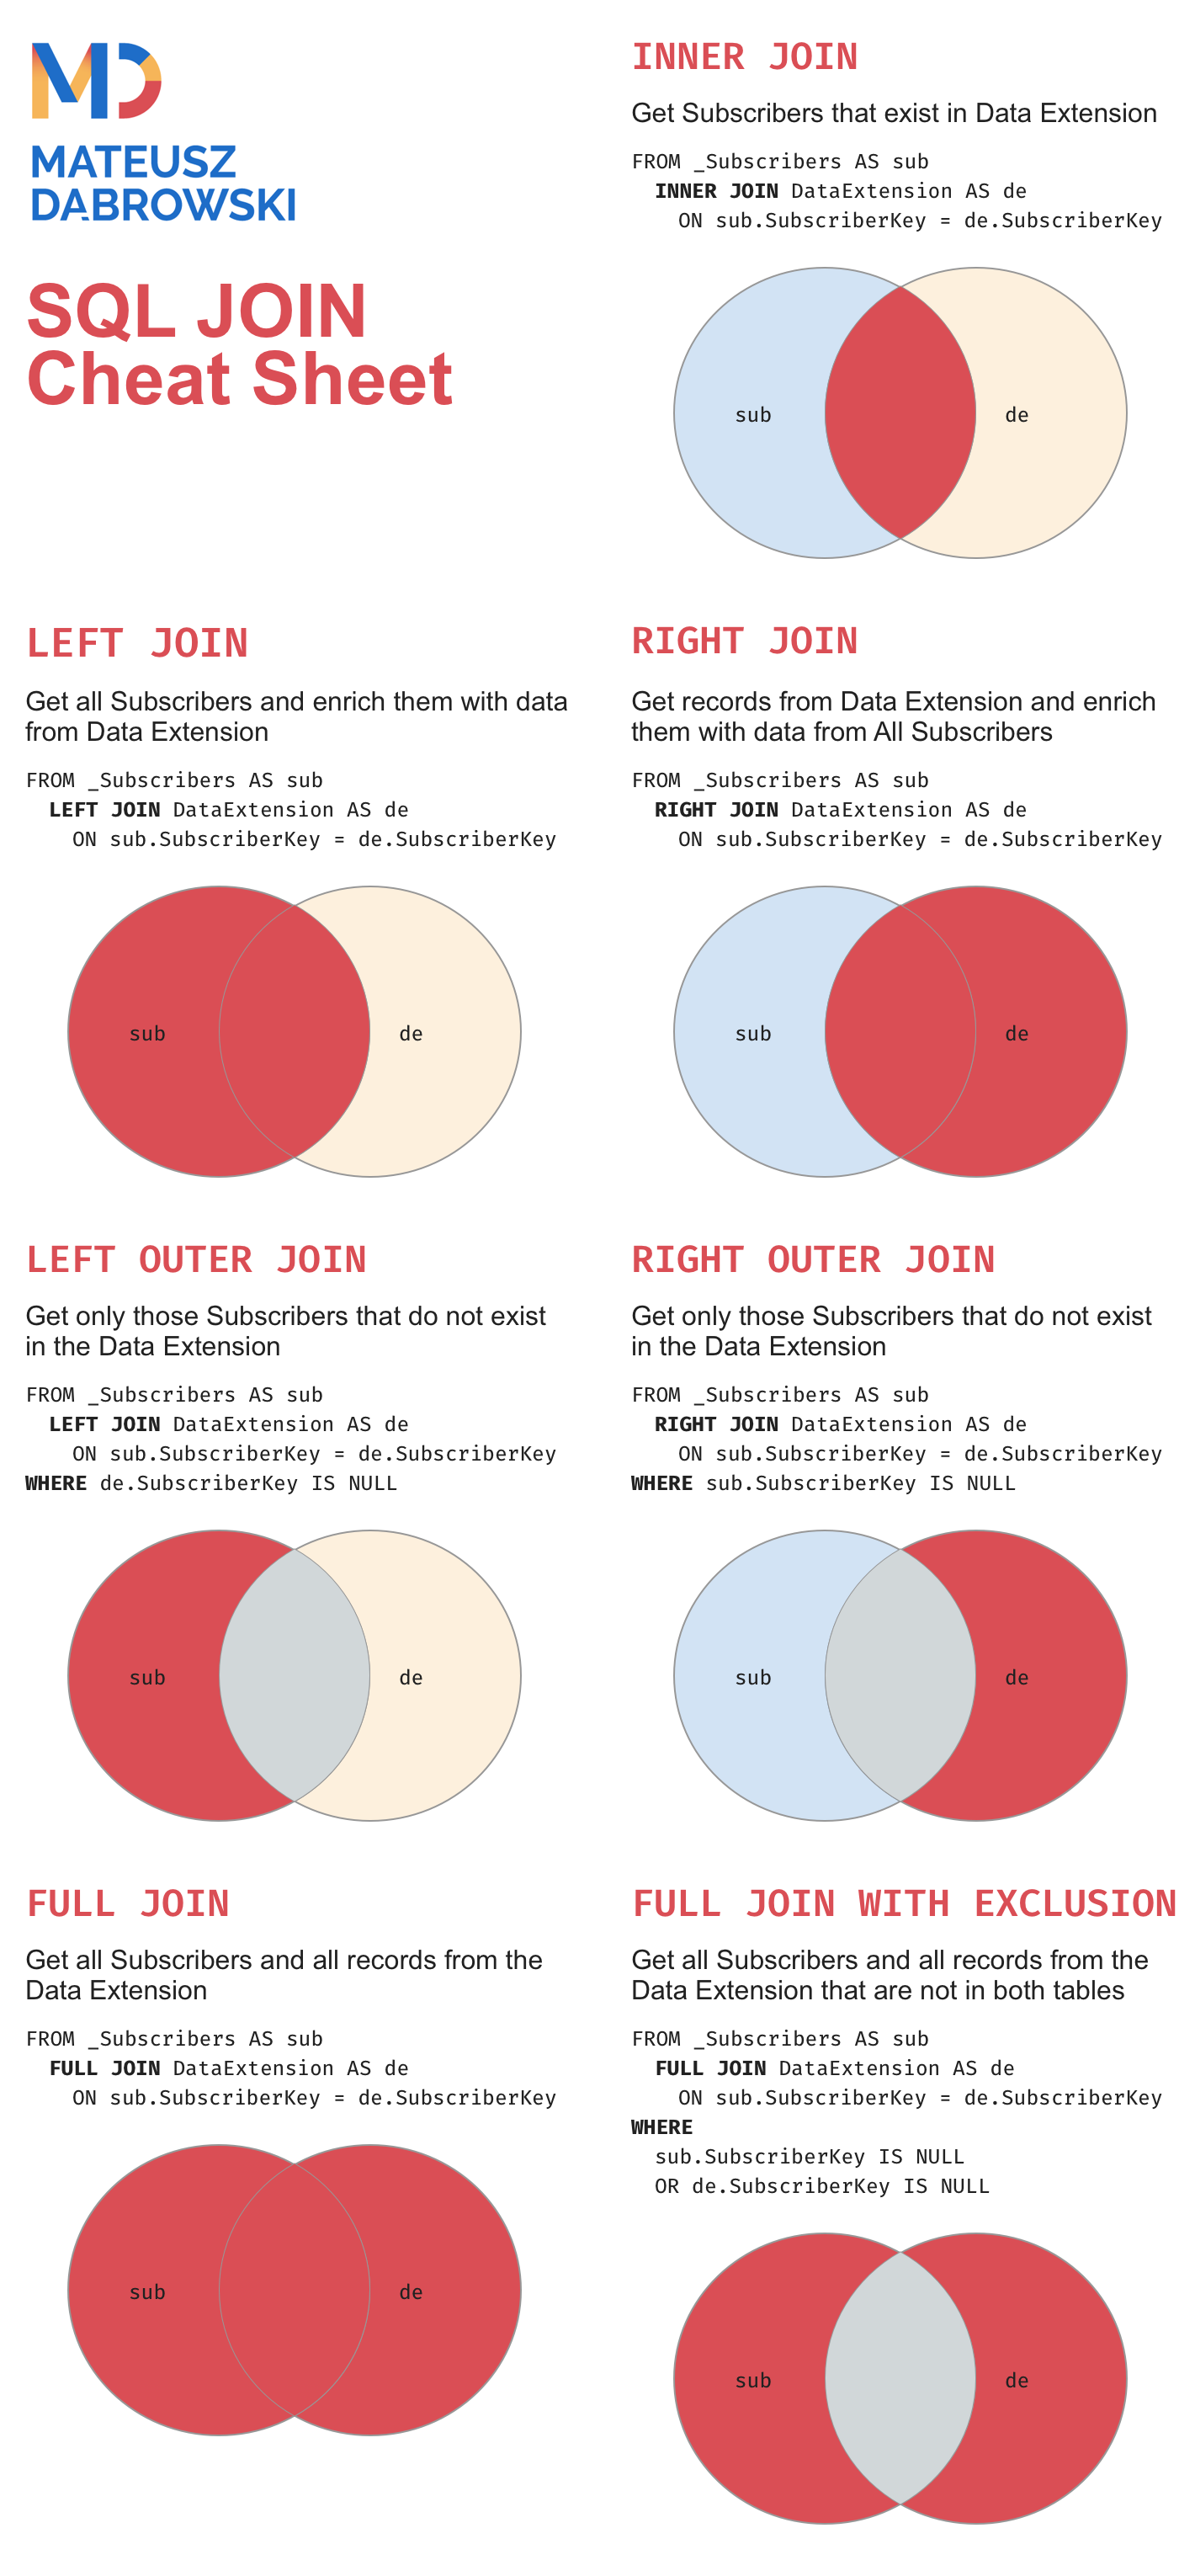 MD
MATEUSZ
DĄBROWSKI
SQL JOIN
Cheat Sheet
INNER JOIN
Get Subscribers that exist in Data Extension
FROM _Subscribers AS sub
INNER JOIN DataExtension AS de
ON sub.SubscriberKey = de.SubscriberKey
sub
de
LEFT JOIN
Get all Subscribers and enrich them with data
from Data Extension
FROM _Subscribers AS sub
LEFT JOIN DataExtension AS de
ON sub.SubscriberKey = de.SubscriberKey
sub
de
RIGHT JOIN
Get records from Data Extension and enrich
them with data from All Subscribers
FROM _Subscribers AS sub
RIGHT JOIN DataExtension AS de
ON sub.SubscriberKey = de.SubscriberKey
sub
de
LEFT OUTER JOIN
Get only those Subscribers that do not exist
in the Data Extension
FROM _Subscribers AS sub
LEFT JOIN DataExtension AS de
ON sub.SubscriberKey = de.SubscriberKey
WHERE de.SubscriberKey IS NULL
sub
de
RIGHT OUTER JOIN
Get only those Subscribers that do not exist
in the Data Extension
FROM _Subscribers AS sub
RIGHT JOIN DataExtension AS de
ON sub.SubscriberKey = de.SubscriberKey
WHERE sub.SubscriberKey IS NULL
sub
de
FULL JOIN
Get all Subscribers and all records from the
Data Extension
FROM _Subscribers AS sub
FULL JOIN DataExtension AS de
ON sub.SubscriberKey = de.SubscriberKey
sub
de
FULL JOIN WITH EXCLUSION
Get all Subscribers and all records from the
Data Extension that are not in both tables
FROM _Subscribers AS sub
FULL JOIN DataExtension AS de
ON sub.SubscriberKey = de.SubscriberKey
WHERE
sub.SubscriberKey IS NULL
OR de.SubscriberKey IS NULL
sub
de